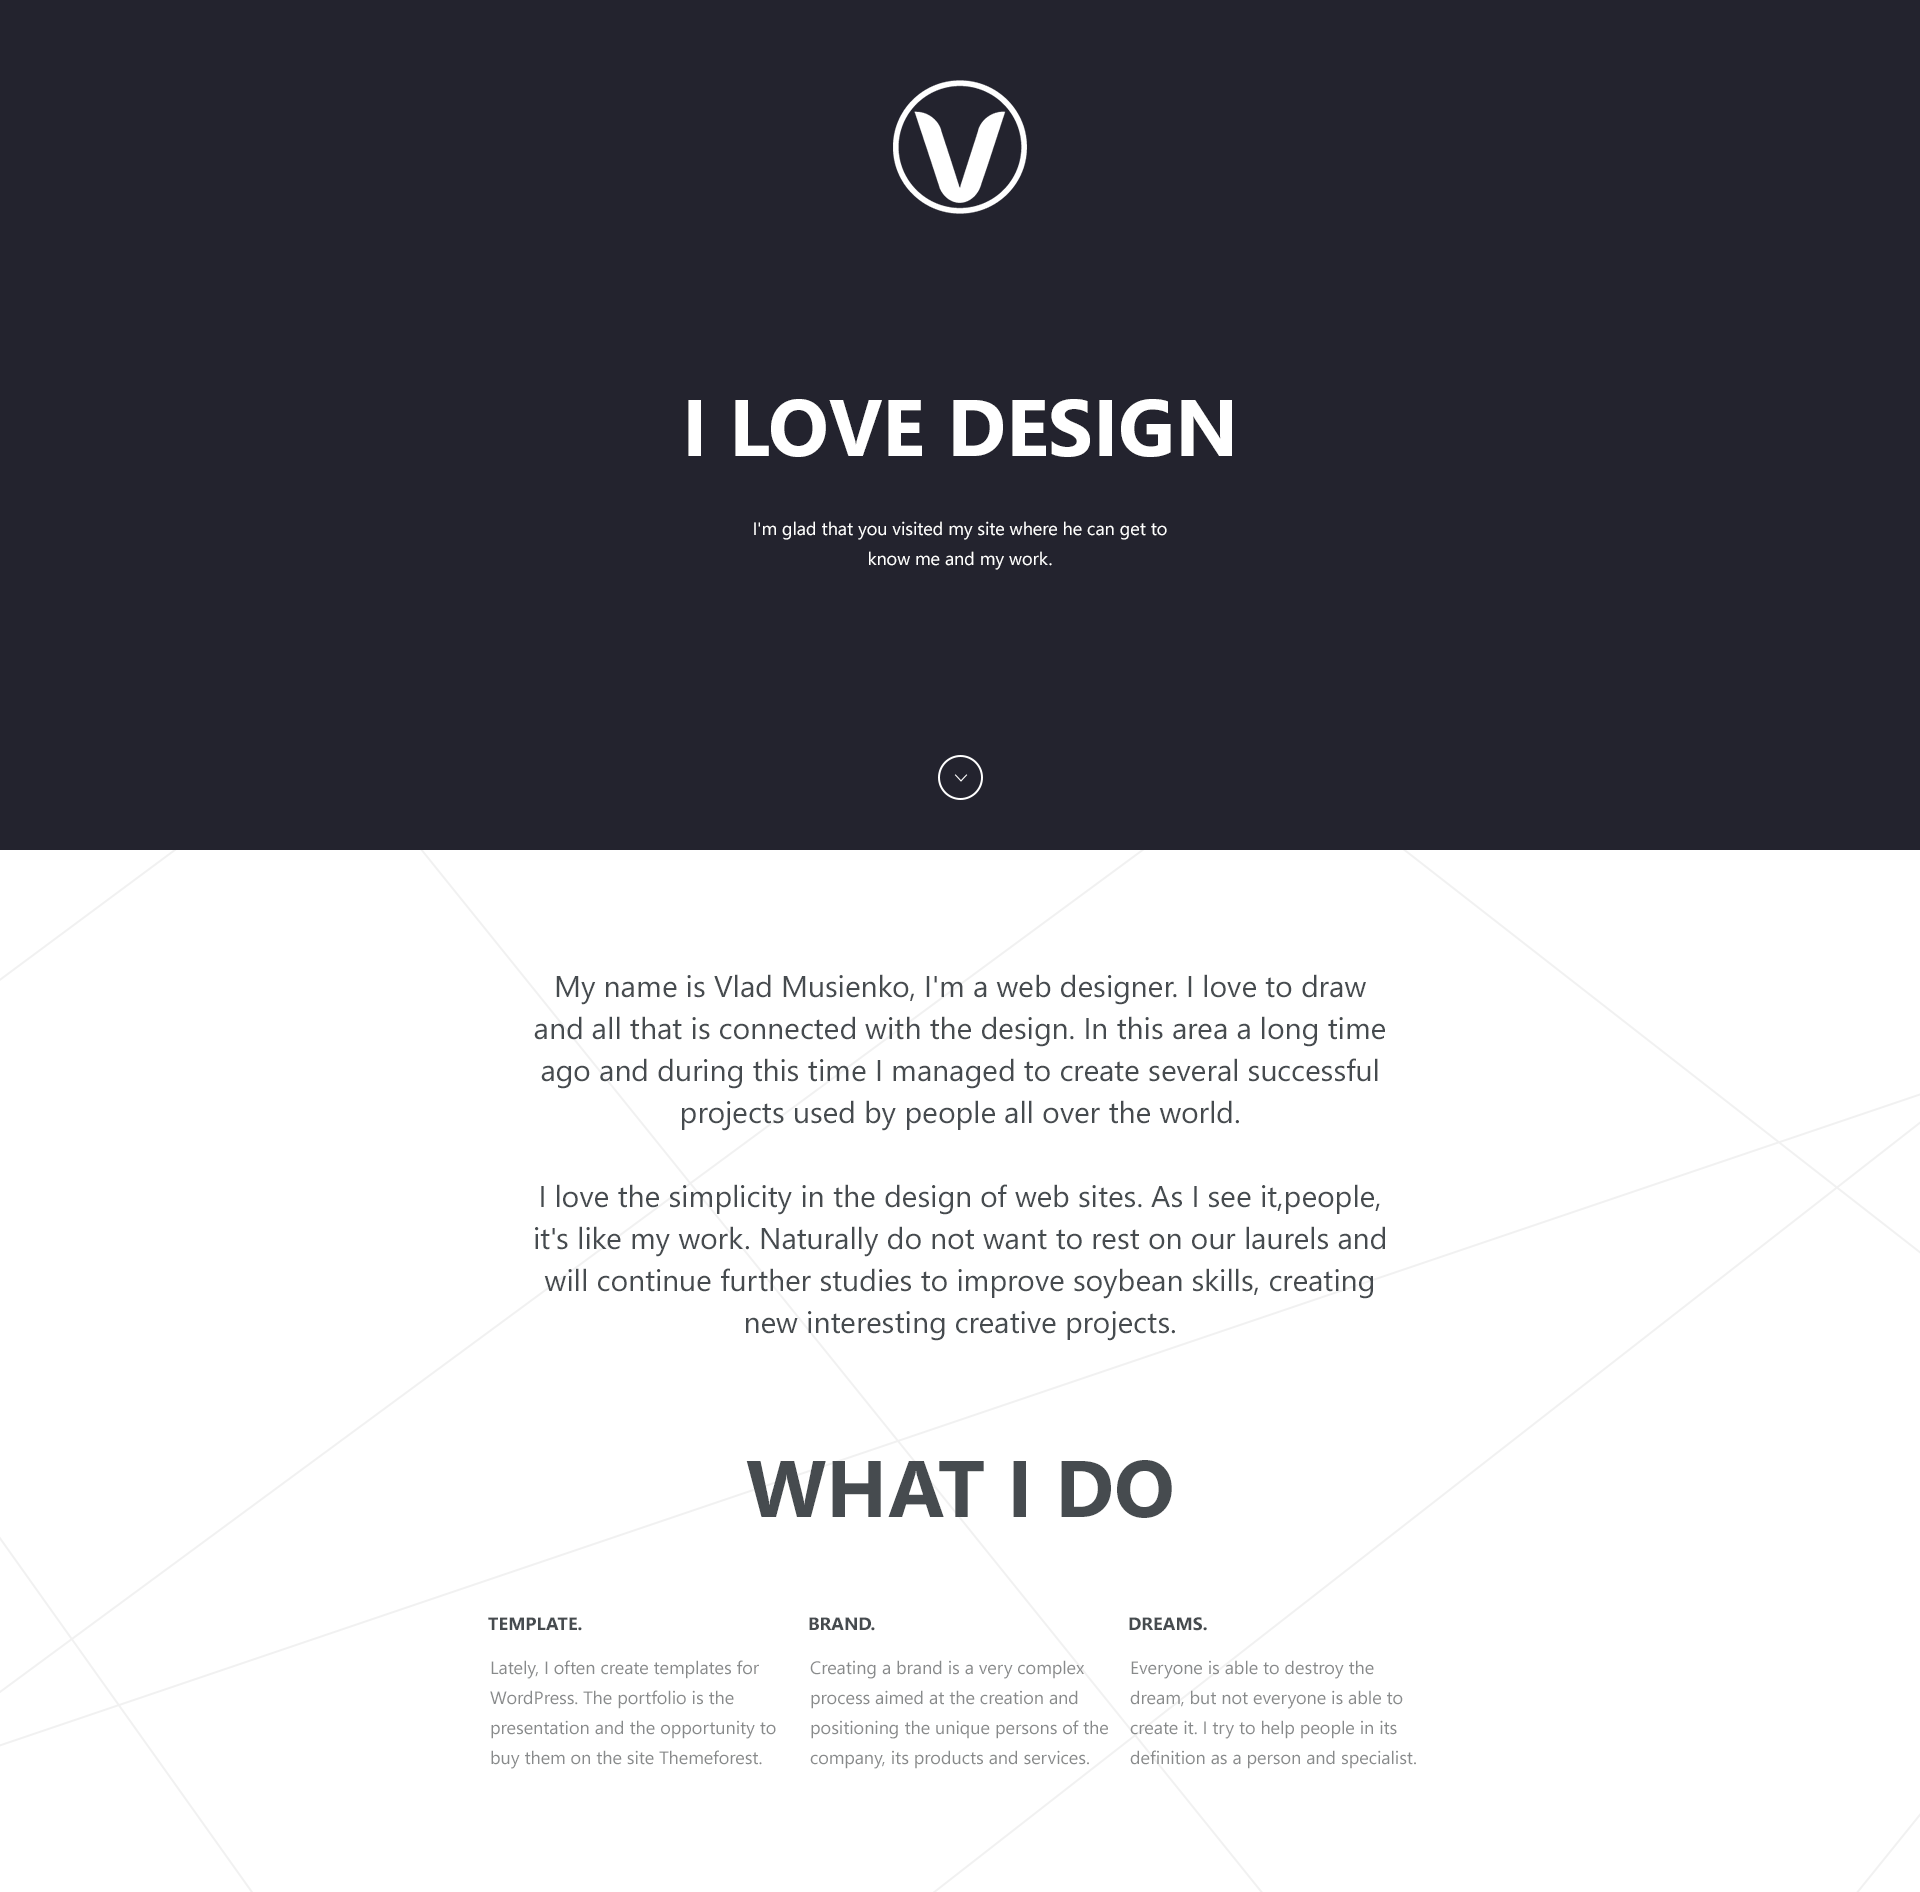 V
I LOVE DESIGN
I'm glad that you visited my site where he can get to
know me and my work.
My name is Vlad Musienko, I'm a web designer. I love to draw
and all that is connected with the design. In this area a long time
ago and during this time I managed to create several successful
projects used by people all over the world.
I love the simplicity in the design of web sites. As I see it,people,
it's like my work. Naturally do not want to rest on our laurels and
will continue further studies to improve soybean skills, creating
new interesting creative projects.
WHAT I DO
TEMPLATE.
Lately, I often create templates for
WordPress. The portfolio is the
presentation and the opportunity to
buy them on the site Themeforest.
BRAND.
Creating a brand is a very complex
process aimed at the creation and
positioning the unique persons of the
company, its products and services.
DREAMS.
Everyone is able to destroy the
dream, but not everyone is able to
create it. I try to help people in its
definition as a person and specialist.